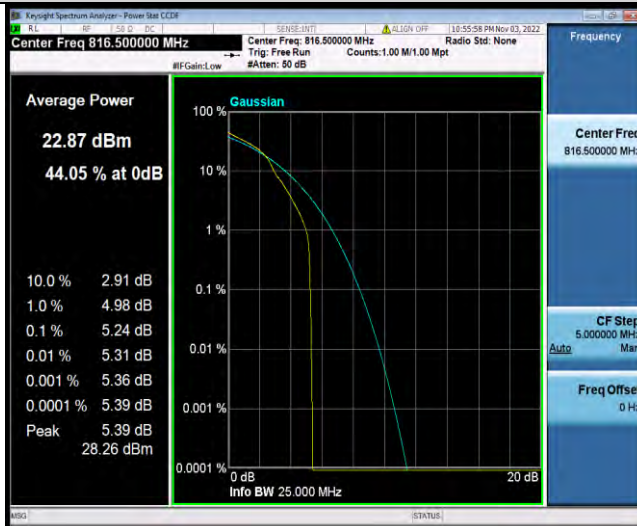 Keysight Spectrum Analyzer - Power Stat CCDF
RL RF 50 Ω DC SENSE:INT ALIGN OFF 10:55:58 PM Nov 03, 2022
Center Freq 816.500000 MHz
Center Freq: 816.500000 MHz Radio Std: None
Trig: Free Run Counts:1.00 M/1.00 Mpt
#IFGain:Low #Atten: 50 dB
Frequency
Average Power
22.87 dBm
44.05 % at 0dB
10.0 % 2.91 dB
1.0 % 4.98 dB
0.1 % 5.24 dB
0.01 % 5.31 dB
0.001 % 5.36 dB
0.0001 % 5.39 dB
Peak 5.39 dB
28.26 dBm
Gaussian
100 %
10 %
1 %
0.1 %
0.01 %
0.001 %
0.0001 %
0 dB 20 dB
Info BW 25.000 MHz
Center Freq
816.500000 MHz
CF Step
5.000000 MHz
Auto Man
Freq Offset
0 Hz
MSG STATUS